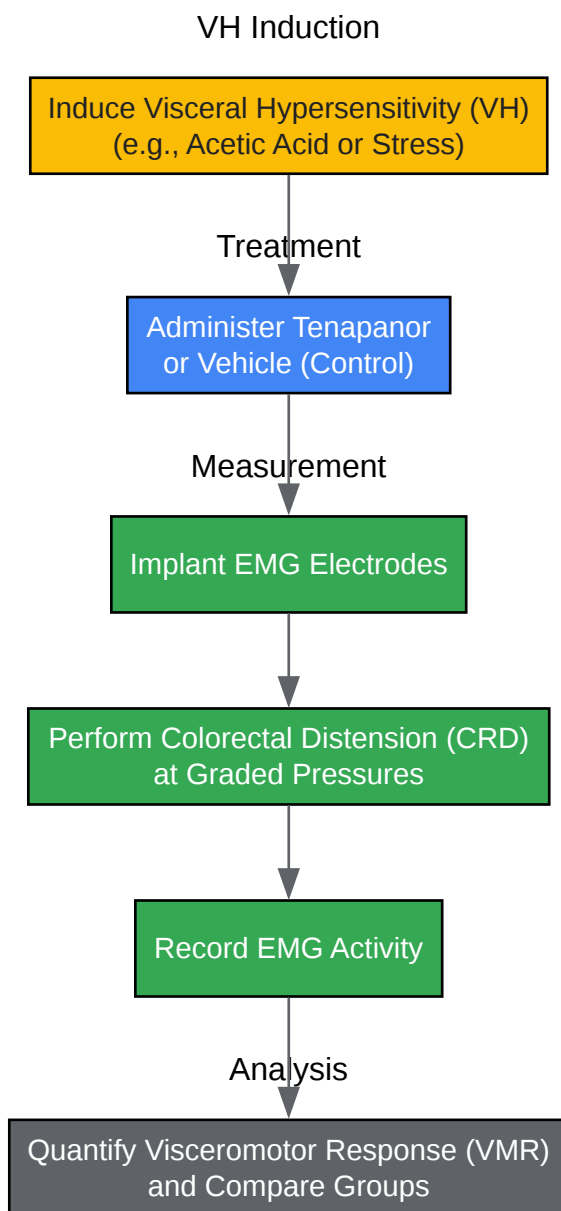 VH Induction
Induce Visceral Hypersensitivity (VH)
(e.g., Acetic Acid or Stress)
Treatment
Administer Tenapanor
or Vehicle (Control)
Measurement
Implant EMG Electrodes
Perform Colorectal Distension (CRD)
at Graded Pressures
Record EMG Activity
Analysis
Quantify Visceromotor Response (VMR)
and Compare Groups